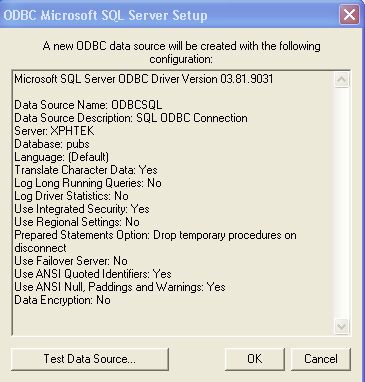 ODBC Microsoft SQL Server Setup
A new ODBC data source will be created with the following
configuration:
Microsoft SQL Server ODBC Driver Version 03.81.9031
Data Source Name: ODBCSQL
Data Source Description: SQL ODBC Connection
Server: XPHTEK
Database: pubs
Language: (Default)
Translate Character Data: Yes
Log Long Running Queries: No
Log Driver Statistics: No
Use Integrated Security: Yes
Use Regional Settings: No
Prepared Statements Option: Drop temporary procedures on
disconnect
Use Failover Server: No
Use ANSI Quoted Identifiers: Yes
Use ANSI Null, Paddings and Warnings: Yes
Data Encryption: No
Test Data Source...
OK
Cancel